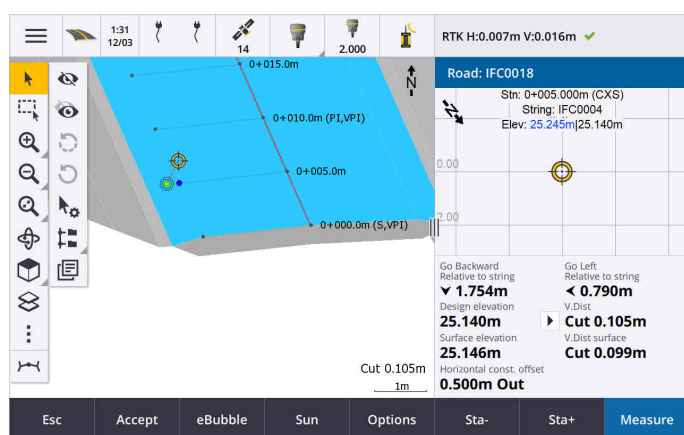 1:31
12/03
14
2.000
RTK H:0.007m V:0.016m
0+015.0m
N
0+010.0m (PI,VPI)
0+005.0m
0+000.0m (S,VPI)
Cut 0.105m
1m
Road: IFC0018
Stn: 0+005.000m (CXS)
String: IFC0004
Elev: 25.245m|25.140m
N
0.00
2.00
Go Backward
Relative to string
1.754m
Go Left
Relative to string
0.790m
Design elevation
25.140m
V.Dist
Cut 0.105m
Surface elevation
25.146m
V.Dist surface
Cut 0.099m
Horizontal const. offset
0.500m Out
Esc
Accept
eBubble
Sun
Options
Sta-
Sta+
Measure